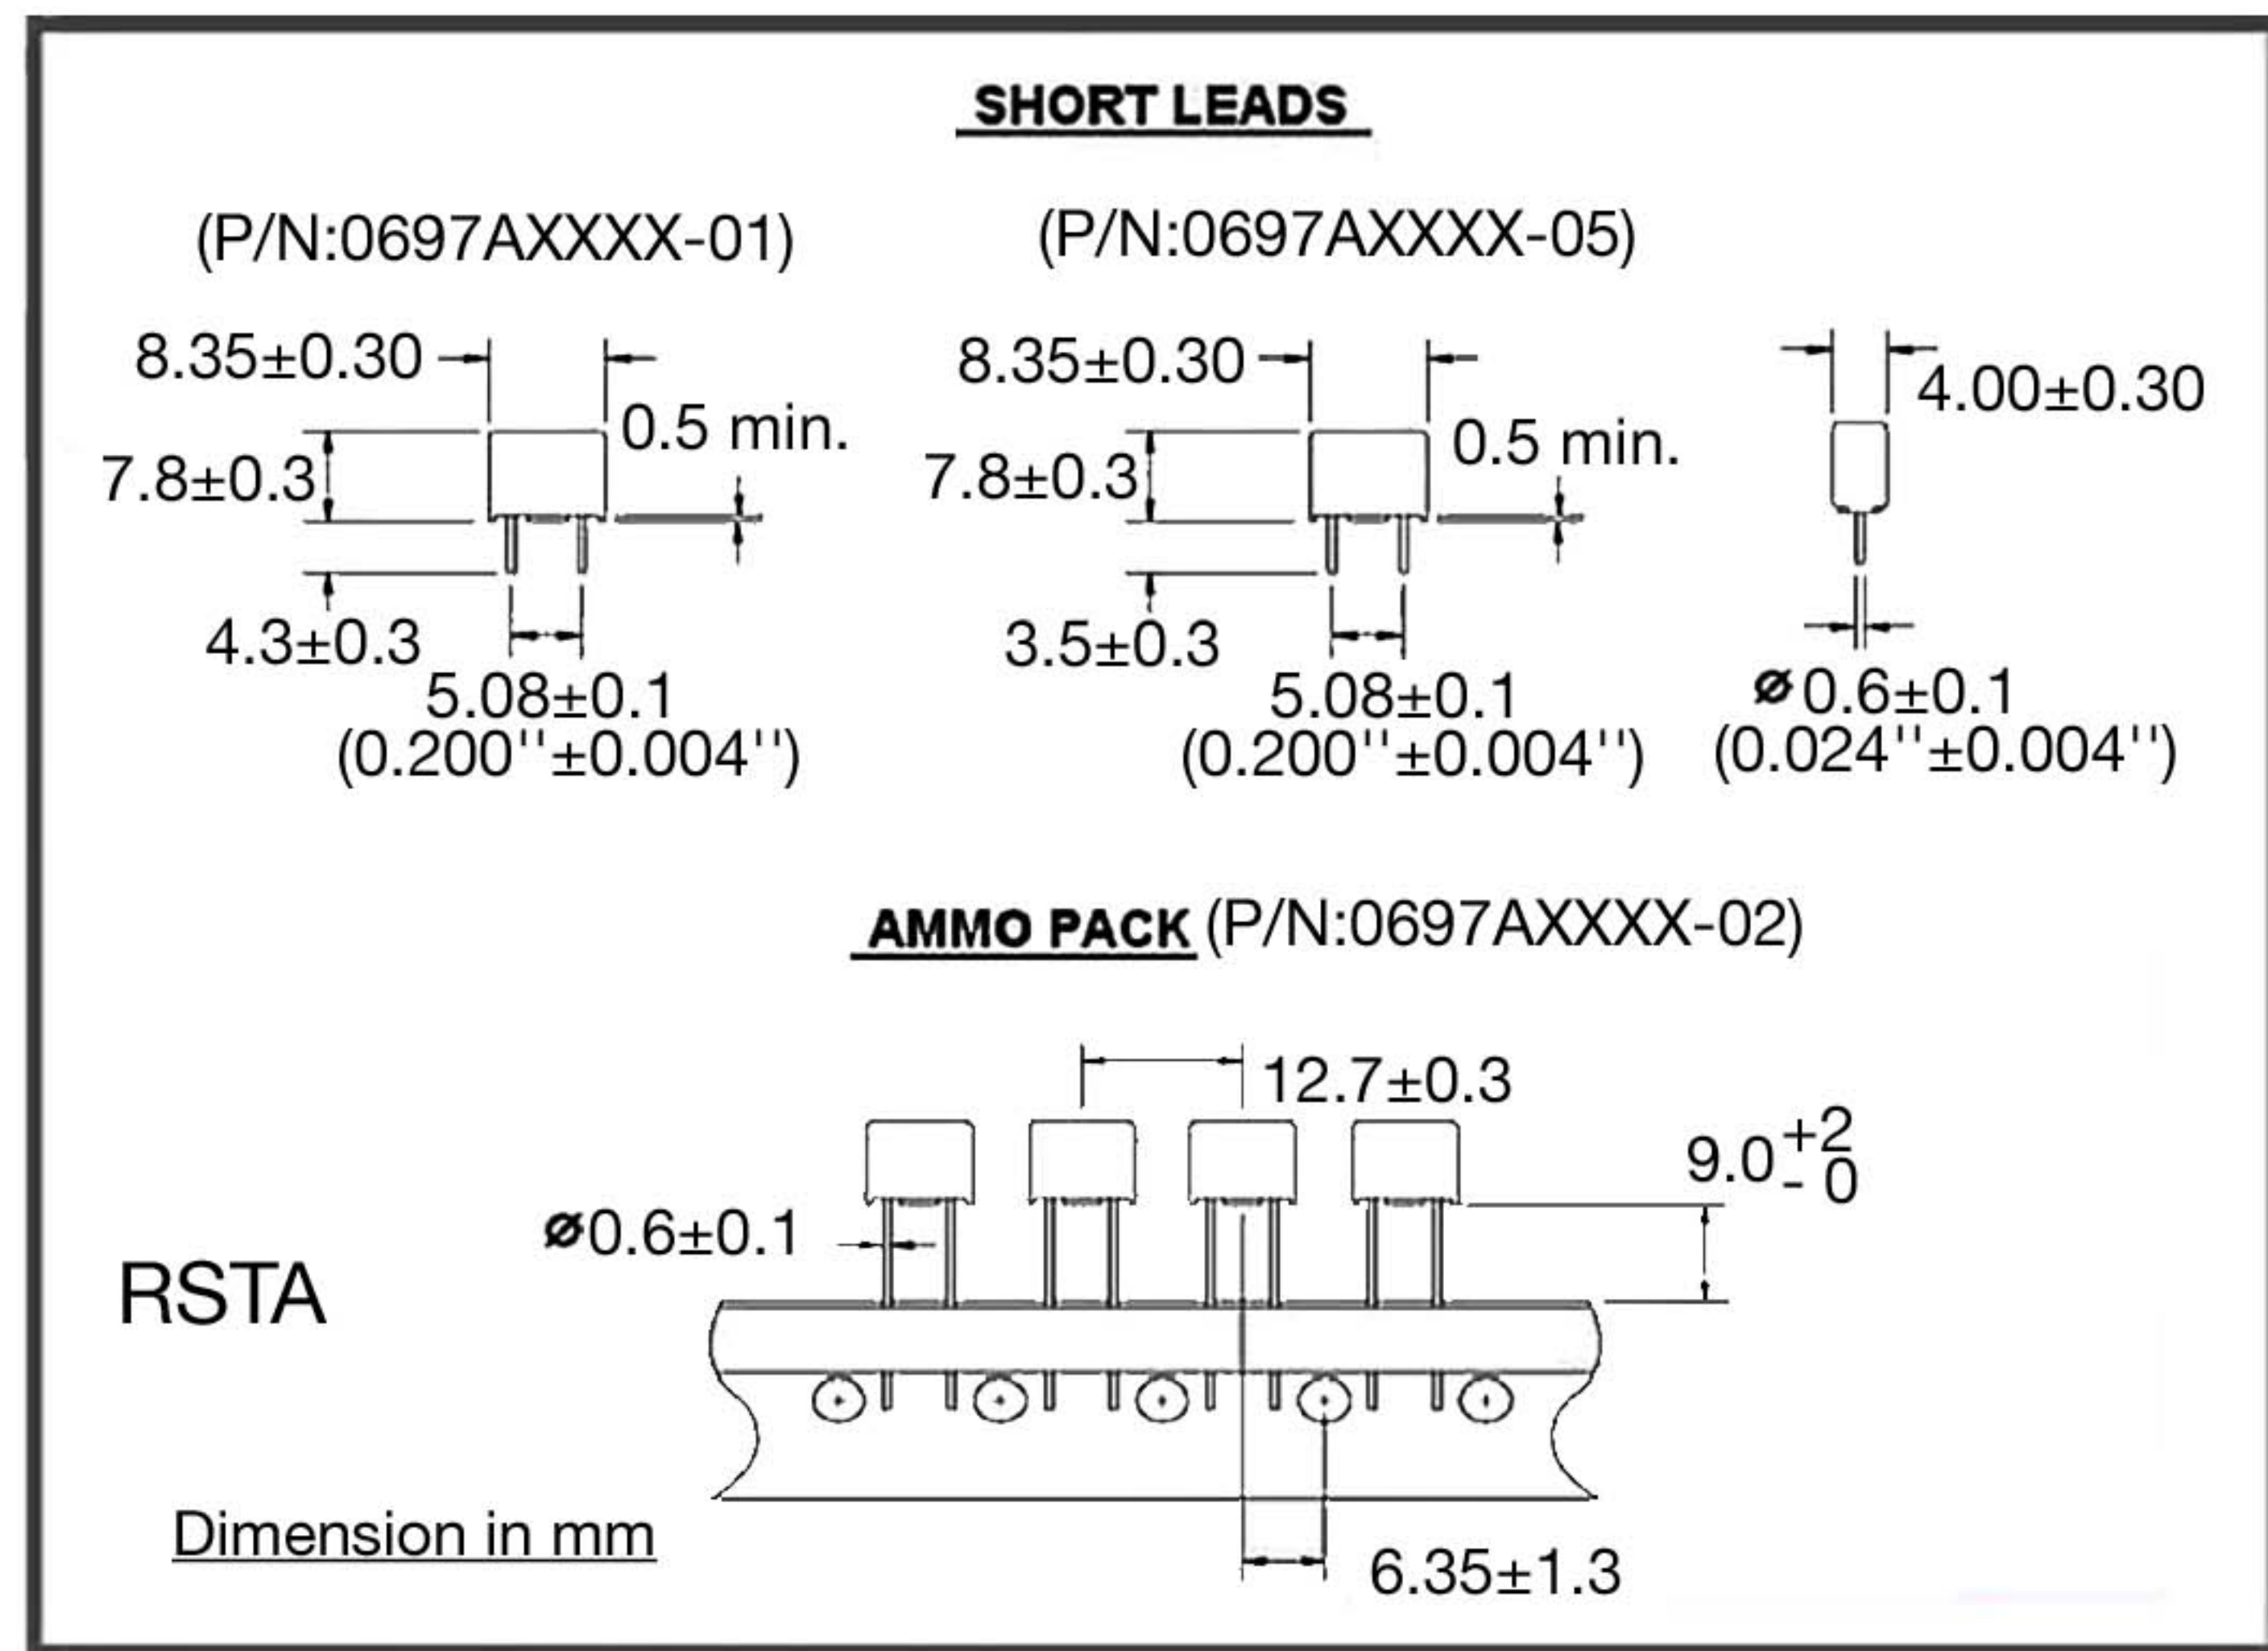 SHORT LEADS
(P/N:0697AXXXX-01)
(P/N:0697AXXXX-05)
8.35±0.30
0.5 min.
7.8±0.3
4.3±0.3
5.08±0.1
(0.200"±0.004")
8.35±0.30
0.5 min.
7.8±0.3
3.5±0.3
5.08±0.1
(0.200"±0.004")
4.00±0.30
ø0.6±0.1
(0.024"±0.004")
AMMO PACK (P/N:0697AXXXX-02)
12.7±0.3
9.0 +2
- 0
ø0.6±0.1
RSTA
Dimension in mm
6.35±1.3